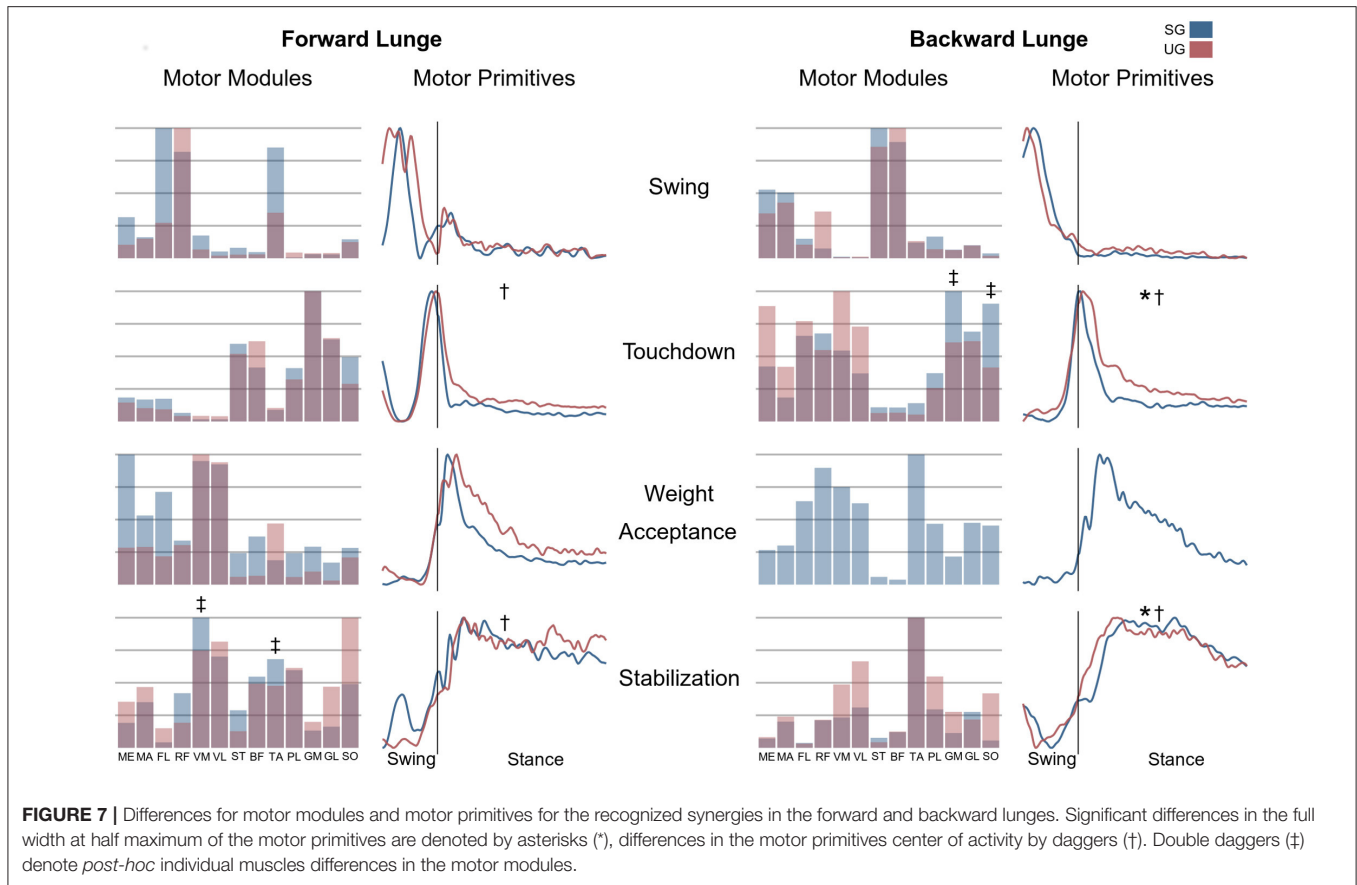 Forward Lunge
Backward Lunge
SG
UG
Motor Modules
Motor Primitives
Motor Modules
Motor Primitives
Swing
†
‡
‡
*†
Touchdown
Weight
Acceptance
‡
‡
†
*†
Stabilization
ME MA FL RF VM VL ST BF TA PL GM GL SO
Swing
Stance
ME MA FL RF VM VL ST BF TA PL GM GL SO
Swing
Stance
FIGURE 7 | Differences for motor modules and motor primitives for the recognized synergies in the forward and backward lunges. Significant differences in the full
width at half maximum of the motor primitives are denoted by asterisks (*), differences in the motor primitives center of activity by daggers (†). Double daggers (‡)
denote post-hoc individual muscles differences in the motor modules.